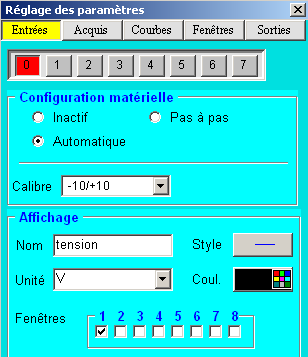 Réglage des paramètres
Entrées Acquis Courbes Fenêtres Sorties
0 1 2 3 4 5 6 7
Configuration matérielle
Inactif Pas à pas
Automatique
Calibre -10/+10
Affichage
Nom tension Style
Unité V Coul.
Fenêtres 1 2 3 4 5 6 7 8